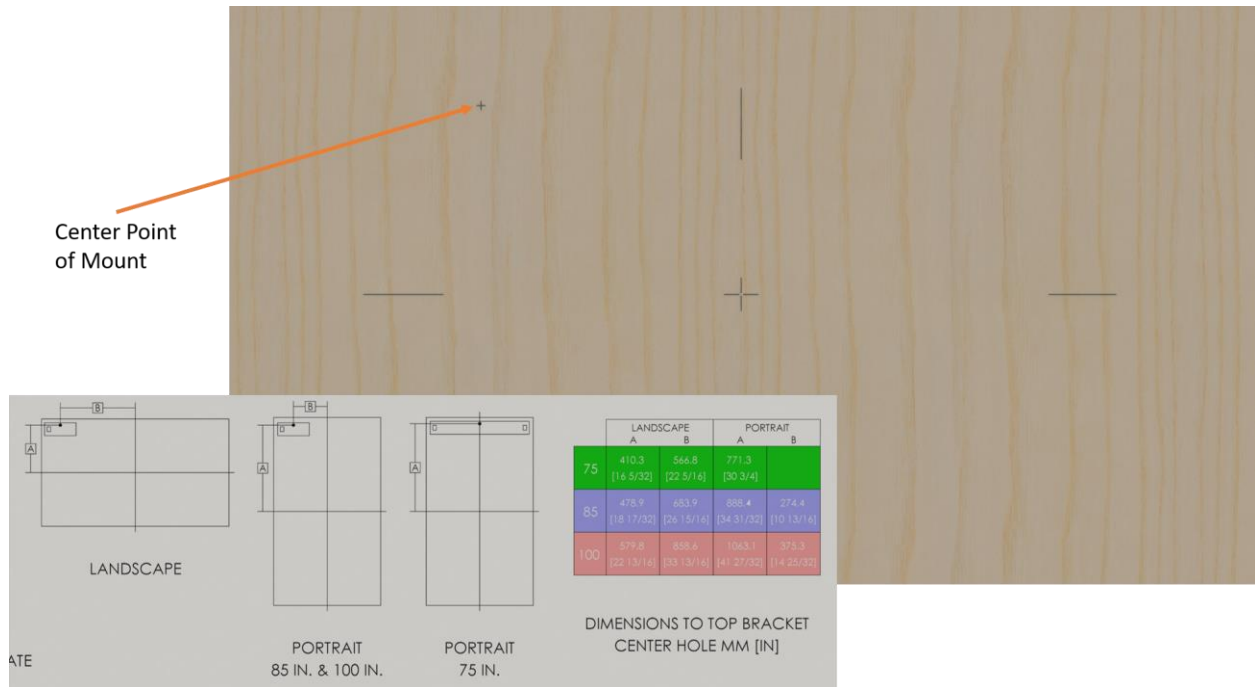 Center Point
of Mount
B
A
LANDSCAPE
B
A
PORTRAIT
85 IN. & 100 IN.
A
PORTRAIT
75 IN.
LANDSCAPE PORTRAIT
A B A B
75 410.3 566.8 771.3
[16 5/32] [22 5/16] [30 3/4]
85 478.9 683.9 888.4 274.4
[18 17/32] [26 15/16] [34 31/32] [10 13/16]
100 579.8 858.6 1063.1 375.3
[22 13/16] [33 13/16] [41 27/32] [14 25/32]
DIMENSIONS TO TOP BRACKET
CENTER HOLE MM [IN]
ATE